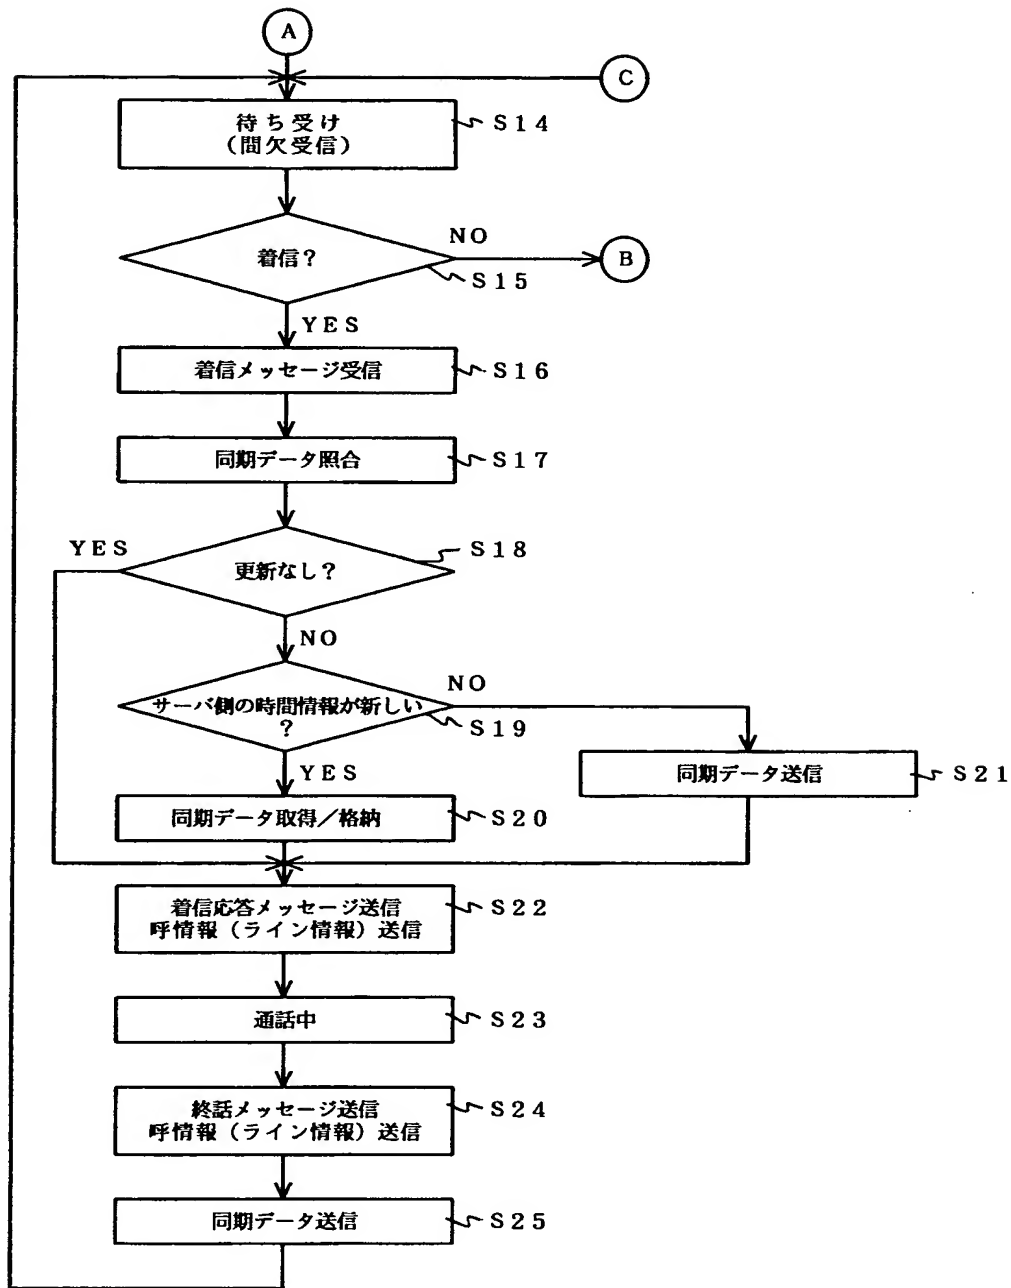 A
C
待ち受け
（間欠受信）
S14
着信？
NO
B
S15
YES
着信メッセージ受信
S16
同期データ照合
S17
YES
S18
更新なし？
NO
サーバ側の時間情報が新しい
？
NO
S19
YES
同期データ送信
S21
同期データ取得／格納
S20
着信応答メッセージ送信
呼情報（ライン情報）送信
S22
通話中
S23
終話メッセージ送信
呼情報（ライン情報）送信
S24
同期データ送信
S25